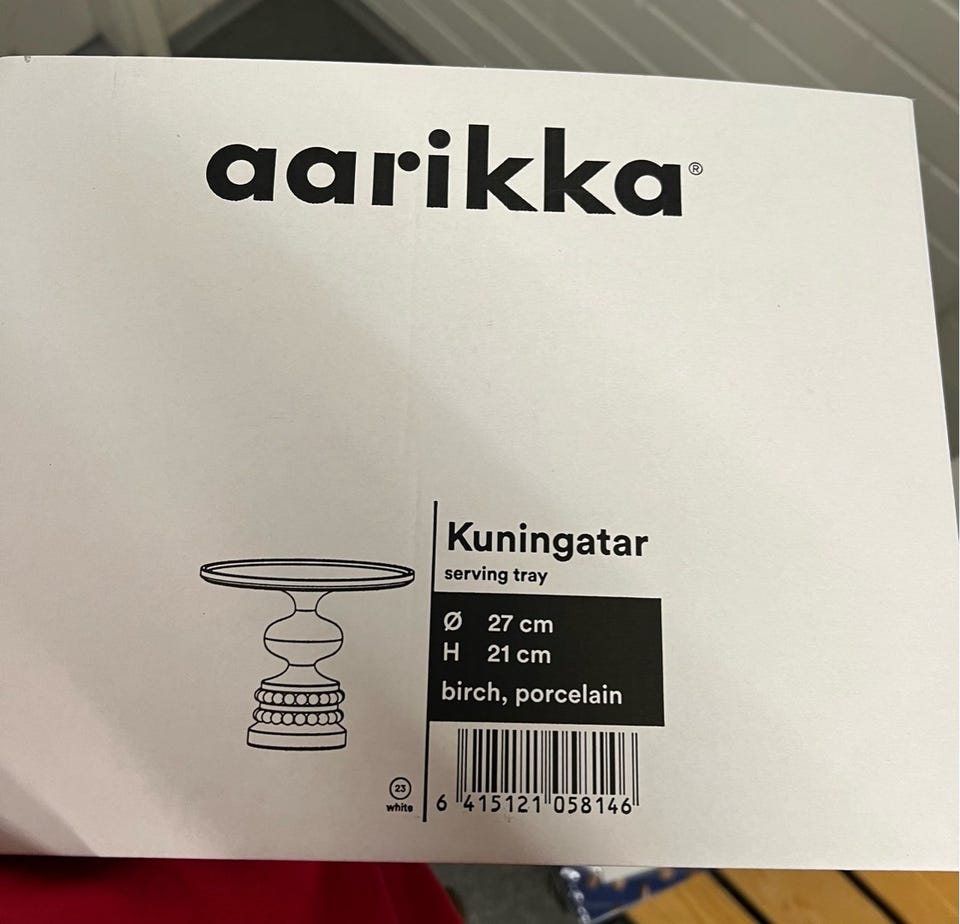 aarikka®
Kuningatar
serving tray
Ø 27 cm
H 21 cm
birch, porcelain
23
white
6 415121 058146